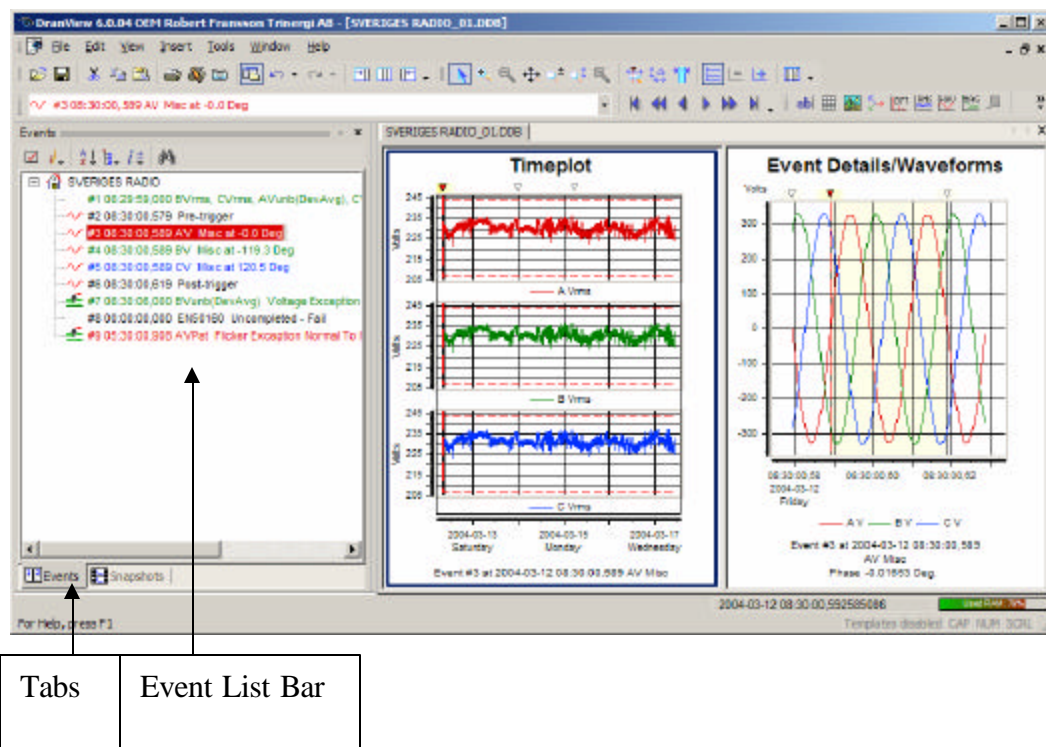 DranView 6.0.04 OEM Robert Fransson Trinergi AB - [SVERIGES RADIO_01.DDB]
File Edit View Insert Tools Window Help
#3 08:30:00,589 AV Misc at -0.0 Deg
Events
SVERIGES RADIO_01.DDB
SVERIGES RADIO
#1 08:29:59,000 BVrms, CVrms, AVunb(DevAvg), C
#2 08:30:00,579 Pre-trigger
#3 08:30:00,589 AV Misc at -0.0 Deg
#4 08:30:00,589 BV Misc at -119.3 Deg
#5 08:30:00,589 CV Misc at 120.5 Deg
#6 08:30:00,619 Post-trigger
#7 08:30:06,000 BVunb(DevAvg) Voltage Exception
#8 00:00:00,000 EN50160 Uncompleted - Fail
#9 05:30:00,905 AVPst Flicker Exception Normal To
Events Snapshots
Timeplot
Volts
245
235
225
215
205
A Vrms
Volts
245
235
225
215
205
B Vrms
Volts
245
235
225
215
205
C Vrms
2004-03-13 2004-03-15 2004-03-17
Saturday Monday Wednesday
Event #3 at 2004-03-12 08:30:00,589 AV Misc
Event Details/Waveforms
Volts
300
200
100
0
-100
-200
-300
08:30:00,58 08:30:00,60 08:30:00,62
2004-03-12
Friday
AV BV CV
Event #3 at 2004-03-12 08:30:00,589
AV Misc
Phase -0.01653 Deg.
2004-03-12 08:30:00,592585086
For Help, press F1
Templates disabled CAP NUM SCRL
Tabs
Event List Bar